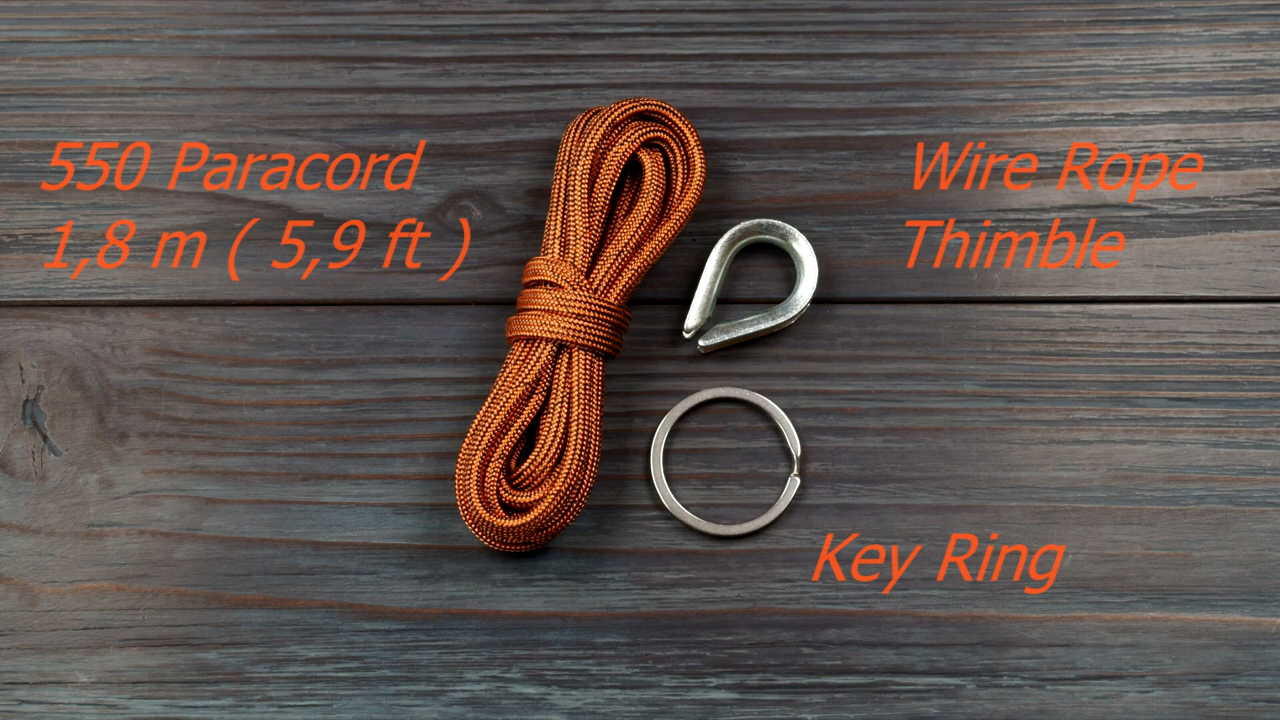 550 Paracord
1,8 m ( 5,9 ft )
Wire Rope
Thimble
Key Ring